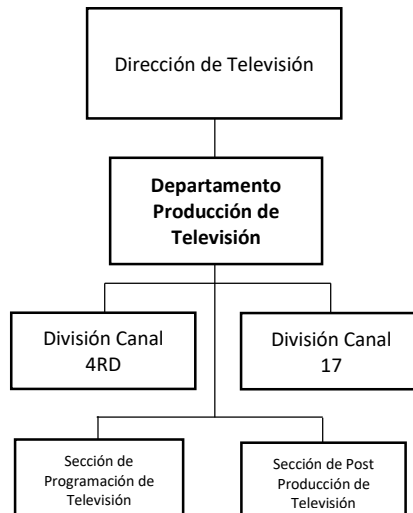 Dirección de Televisión
Departamento
Producción de
Televisión
División Canal
4RD
División Canal
17
Sección de
Programación de
Televisión
Sección de Post
Producción de
Televisión